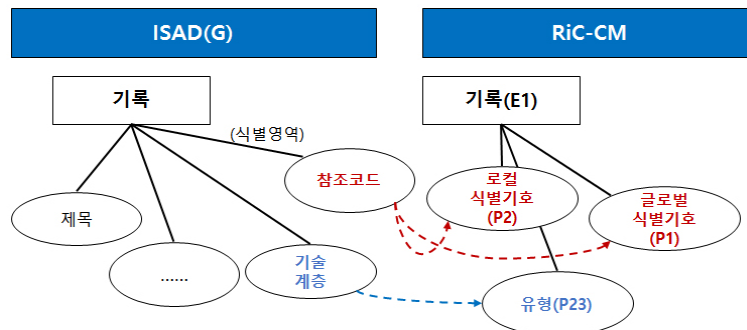 ISAD(G)
RiC-CM
기록
기록(E1)
(식별영역)
참조코드
로컬
식별기호
(P2)
글로벌
식별기호
(P1)
제목
......
기술
계층
유형(P23)